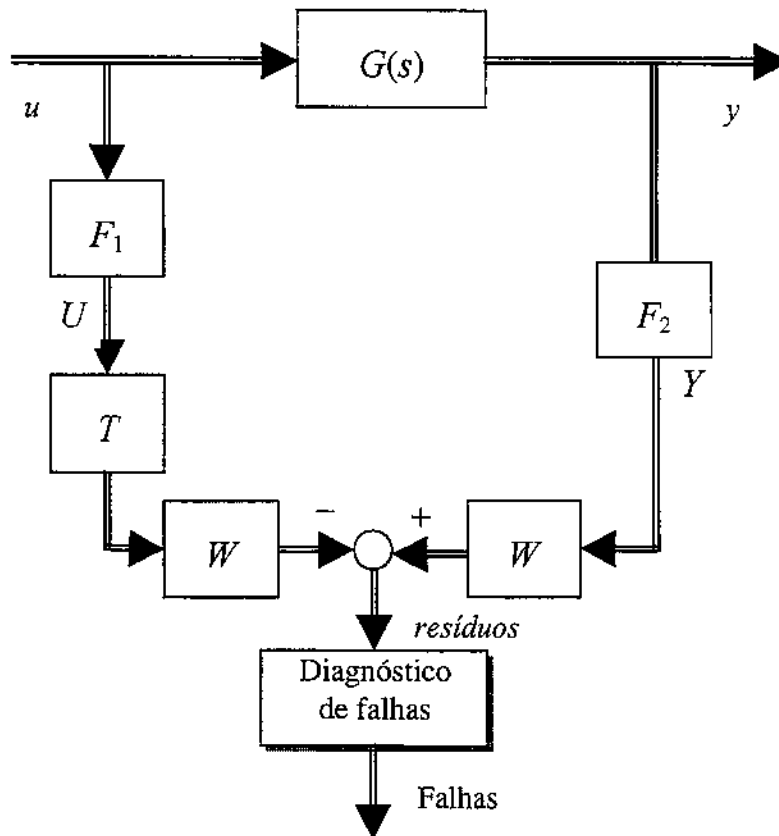 G(s)
u
y
F₁
F₂
U
Y
T
− +
W
W
resíduos
Diagnóstico
de falhas
Falhas